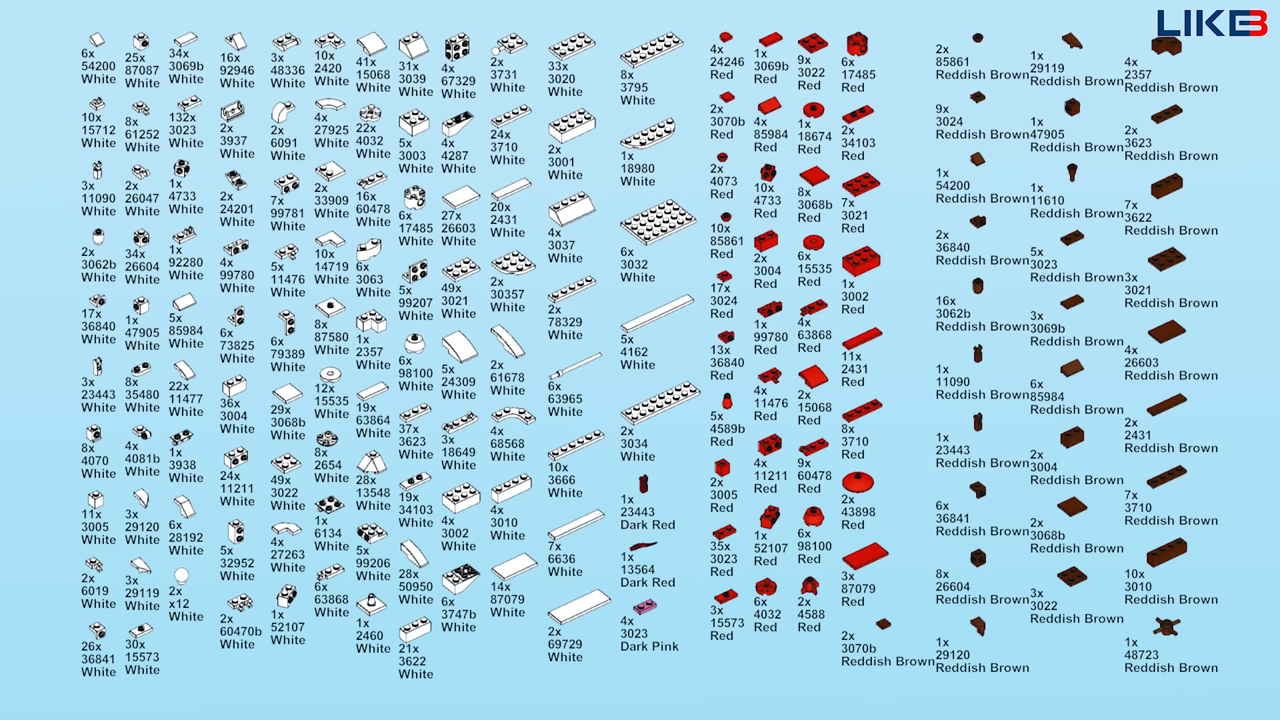 LIKEB
6x
54200
White
10x
15712
White
3x
11090
White
2x
3062b
White
17x
36840
White
3x
23443
White
8x
4070
White
11x
3005
White
2x
6019
White
26x
36841
White
25x
87087
White
8x
61252
White
2x
26047
White
34x
26604
White
1x
47905
White
8x
35480
White
4x
4081b
White
3x
29120
White
3x
29119
White
30x
15573
White
34x
3069b
White
132x
3023
White
1x
4733
White
1x
92280
White
5x
85984
White
22x
11477
White
1x
3938
White
6x
28192
White
2x
x12
White
16x
92946
White
2x
3937
White
2x
24201
White
4x
99780
White
6x
73825
White
36x
3004
White
24x
11211
White
5x
32952
White
2x
60470b
White
3x
48336
White
2x
6091
White
7x
99781
White
5x
11476
White
6x
79389
White
29x
3068b
White
49x
3022
White
4x
27263
White
1x
52107
White
10x
2420
White
4x
27925
White
2x
33909
White
10x
14719
White
8x
87580
White
12x
15535
White
8x
2654
White
1x
6134
White
6x
63868
White
41x
15068
White
22x
4032
White
16x
60478
White
6x
3063
White
1x
2357
White
19x
63864
White
28x
13548
White
5x
99206
White
1x
2460
White
31x
3039
White
5x
3003
White
6x
17485
White
5x
99207
White
6x
98100
White
37x
3623
White
19x
34103
White
28x
50950
White
21x
3622
White
4x
67329
White
4x
4287
White
27x
26603
White
49x
3021
White
5x
24309
White
3x
18649
White
4x
3002
White
6x
3747b
White
2x
3731
White
24x
3710
White
20x
2431
White
2x
30357
White
2x
61678
White
4x
68568
White
4x
3010
White
14x
87079
White
33x
3020
White
2x
3001
White
4x
3037
White
2x
78329
White
6x
63965
White
10x
3666
White
7x
6636
White
2x
69729
White
8x
3795
White
1x
18980
White
6x
3032
White
5x
4162
White
2x
3034
White
1x
23443
Dark Red
1x
13564
Dark Red
4x
3023
Dark Pink
4x
24246
Red
2x
3070b
Red
2x
4073
Red
10x
85861
Red
17x
3024
Red
13x
36840
Red
5x
4589b
Red
2x
3005
Red
35x
3023
Red
3x
15573
Red
1x
3069b
Red
4x
85984
Red
10x
4733
Red
2x
3004
Red
1x
99780
Red
4x
11476
Red
4x
11211
Red
1x
52107
Red
6x
4032
Red
9x
3022
Red
1x
18674
Red
8x
3068b
Red
6x
15535
Red
4x
63868
Red
2x
15068
Red
9x
60478
Red
6x
98100
Red
2x
4588
Red
6x
17485
Red
2x
34103
Red
7x
3021
Red
1x
3002
Red
11x
2431
Red
8x
3710
Red
2x
43898
Red
3x
87079
Red
2x
3070b
Reddish Brown
2x
85861
Reddish Brown
9x
3024
Reddish Brown
1x
54200
Reddish Brown
2x
36840
Reddish Brown
16x
3062b
Reddish Brown
1x
11090
Reddish Brown
1x
23443
Reddish Brown
6x
36841
Reddish Brown
8x
26604
Reddish Brown
1x
29120
Reddish Brown
1x
29119
Reddish Brown
1x
47905
Reddish Brown
1x
11610
Reddish Brown
5x
3023
Reddish Brown
3x
3069b
Reddish Brown
6x
85984
Reddish Brown
2x
3004
Reddish Brown
2x
3068b
Reddish Brown
3x
3022
Reddish Brown
4x
2357
Reddish Brown
2x
3623
Reddish Brown
7x
3622
Reddish Brown
3x
3021
Reddish Brown
4x
26603
Reddish Brown
2x
2431
Reddish Brown
7x
3710
Reddish Brown
10x
3010
Reddish Brown
1x
48723
Reddish Brown